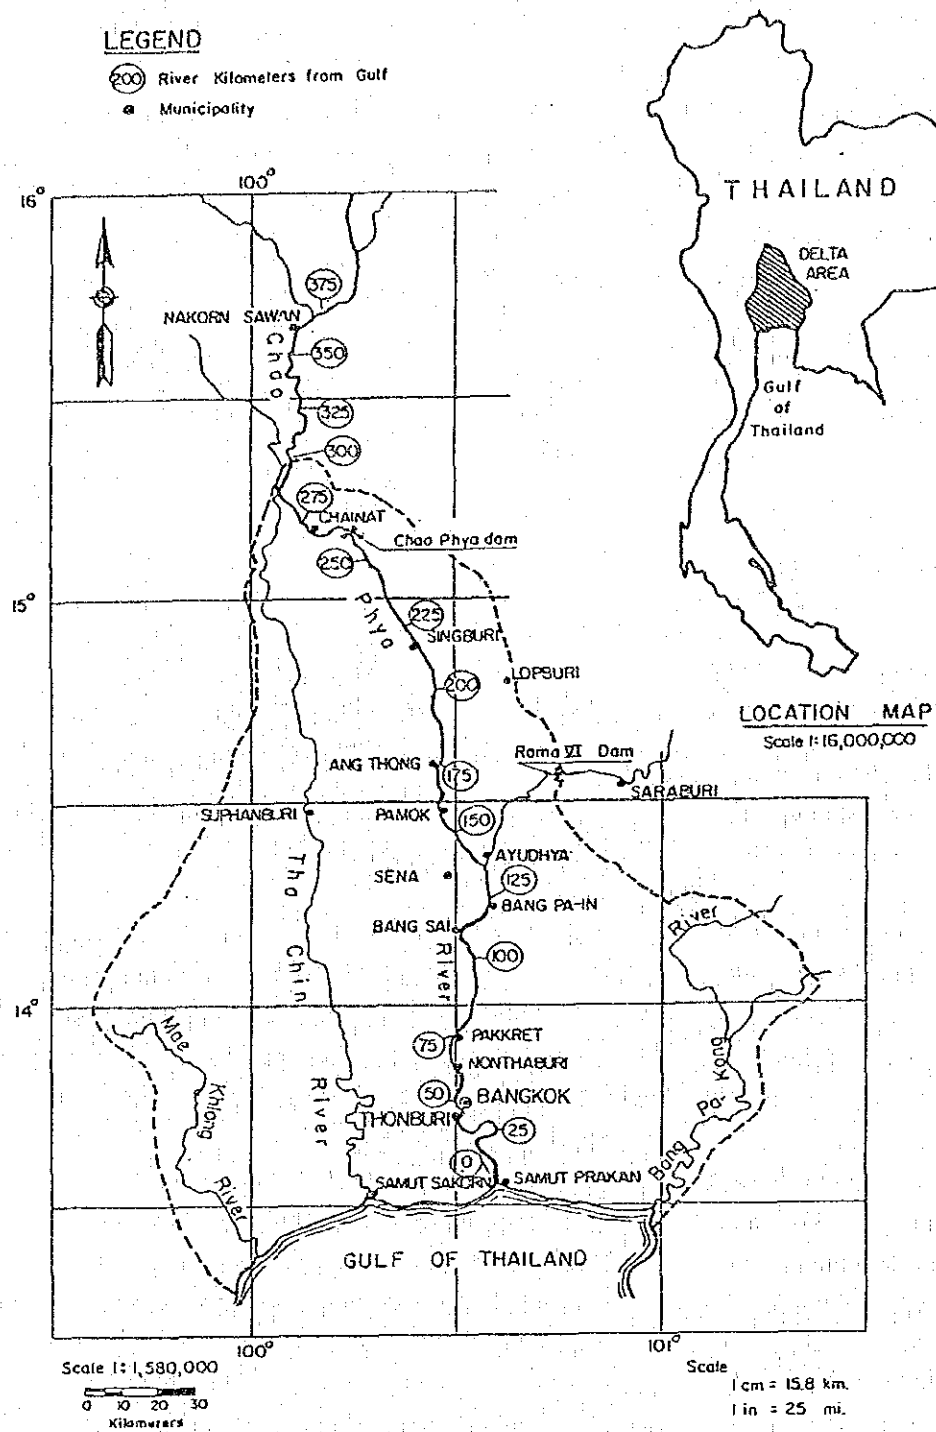 LEGEND
200 River Kilometers from Gulf
Municipality
THAILAND
DELTA
AREA
Gulf
of
Thailand
LOCATION MAP
Scale 1:16,000,000
100°
16°
375
NAKORN SAWAN
Chao
350
325
300
275
CHAINAT
Chao Phya dam
250
15°
Phya
225
SINGBURI
LOPBURI
200
Rama VI Dam
ANG THONG
175
SARABURI
SUPHANBURI
PAMOK
150
AYUDHYA
Tha Chin
SENA
125
BANG PA-IN
BANG SAI
River
River
100
14°
Mae
Khlong
River
PAKKRET
75
NONTHABURI
50
BANGKOK
THONBURI
25
River
0
SAMUT SAKORN
SAMUT PRAKAN
Bang
Pa-
Kong
GULF OF THAILAND
100°
101°
Scale 1:1,580,000
0 10 20 30
Kilometers
Scale
1 cm = 15.8 km.
1 in = 25 mi.